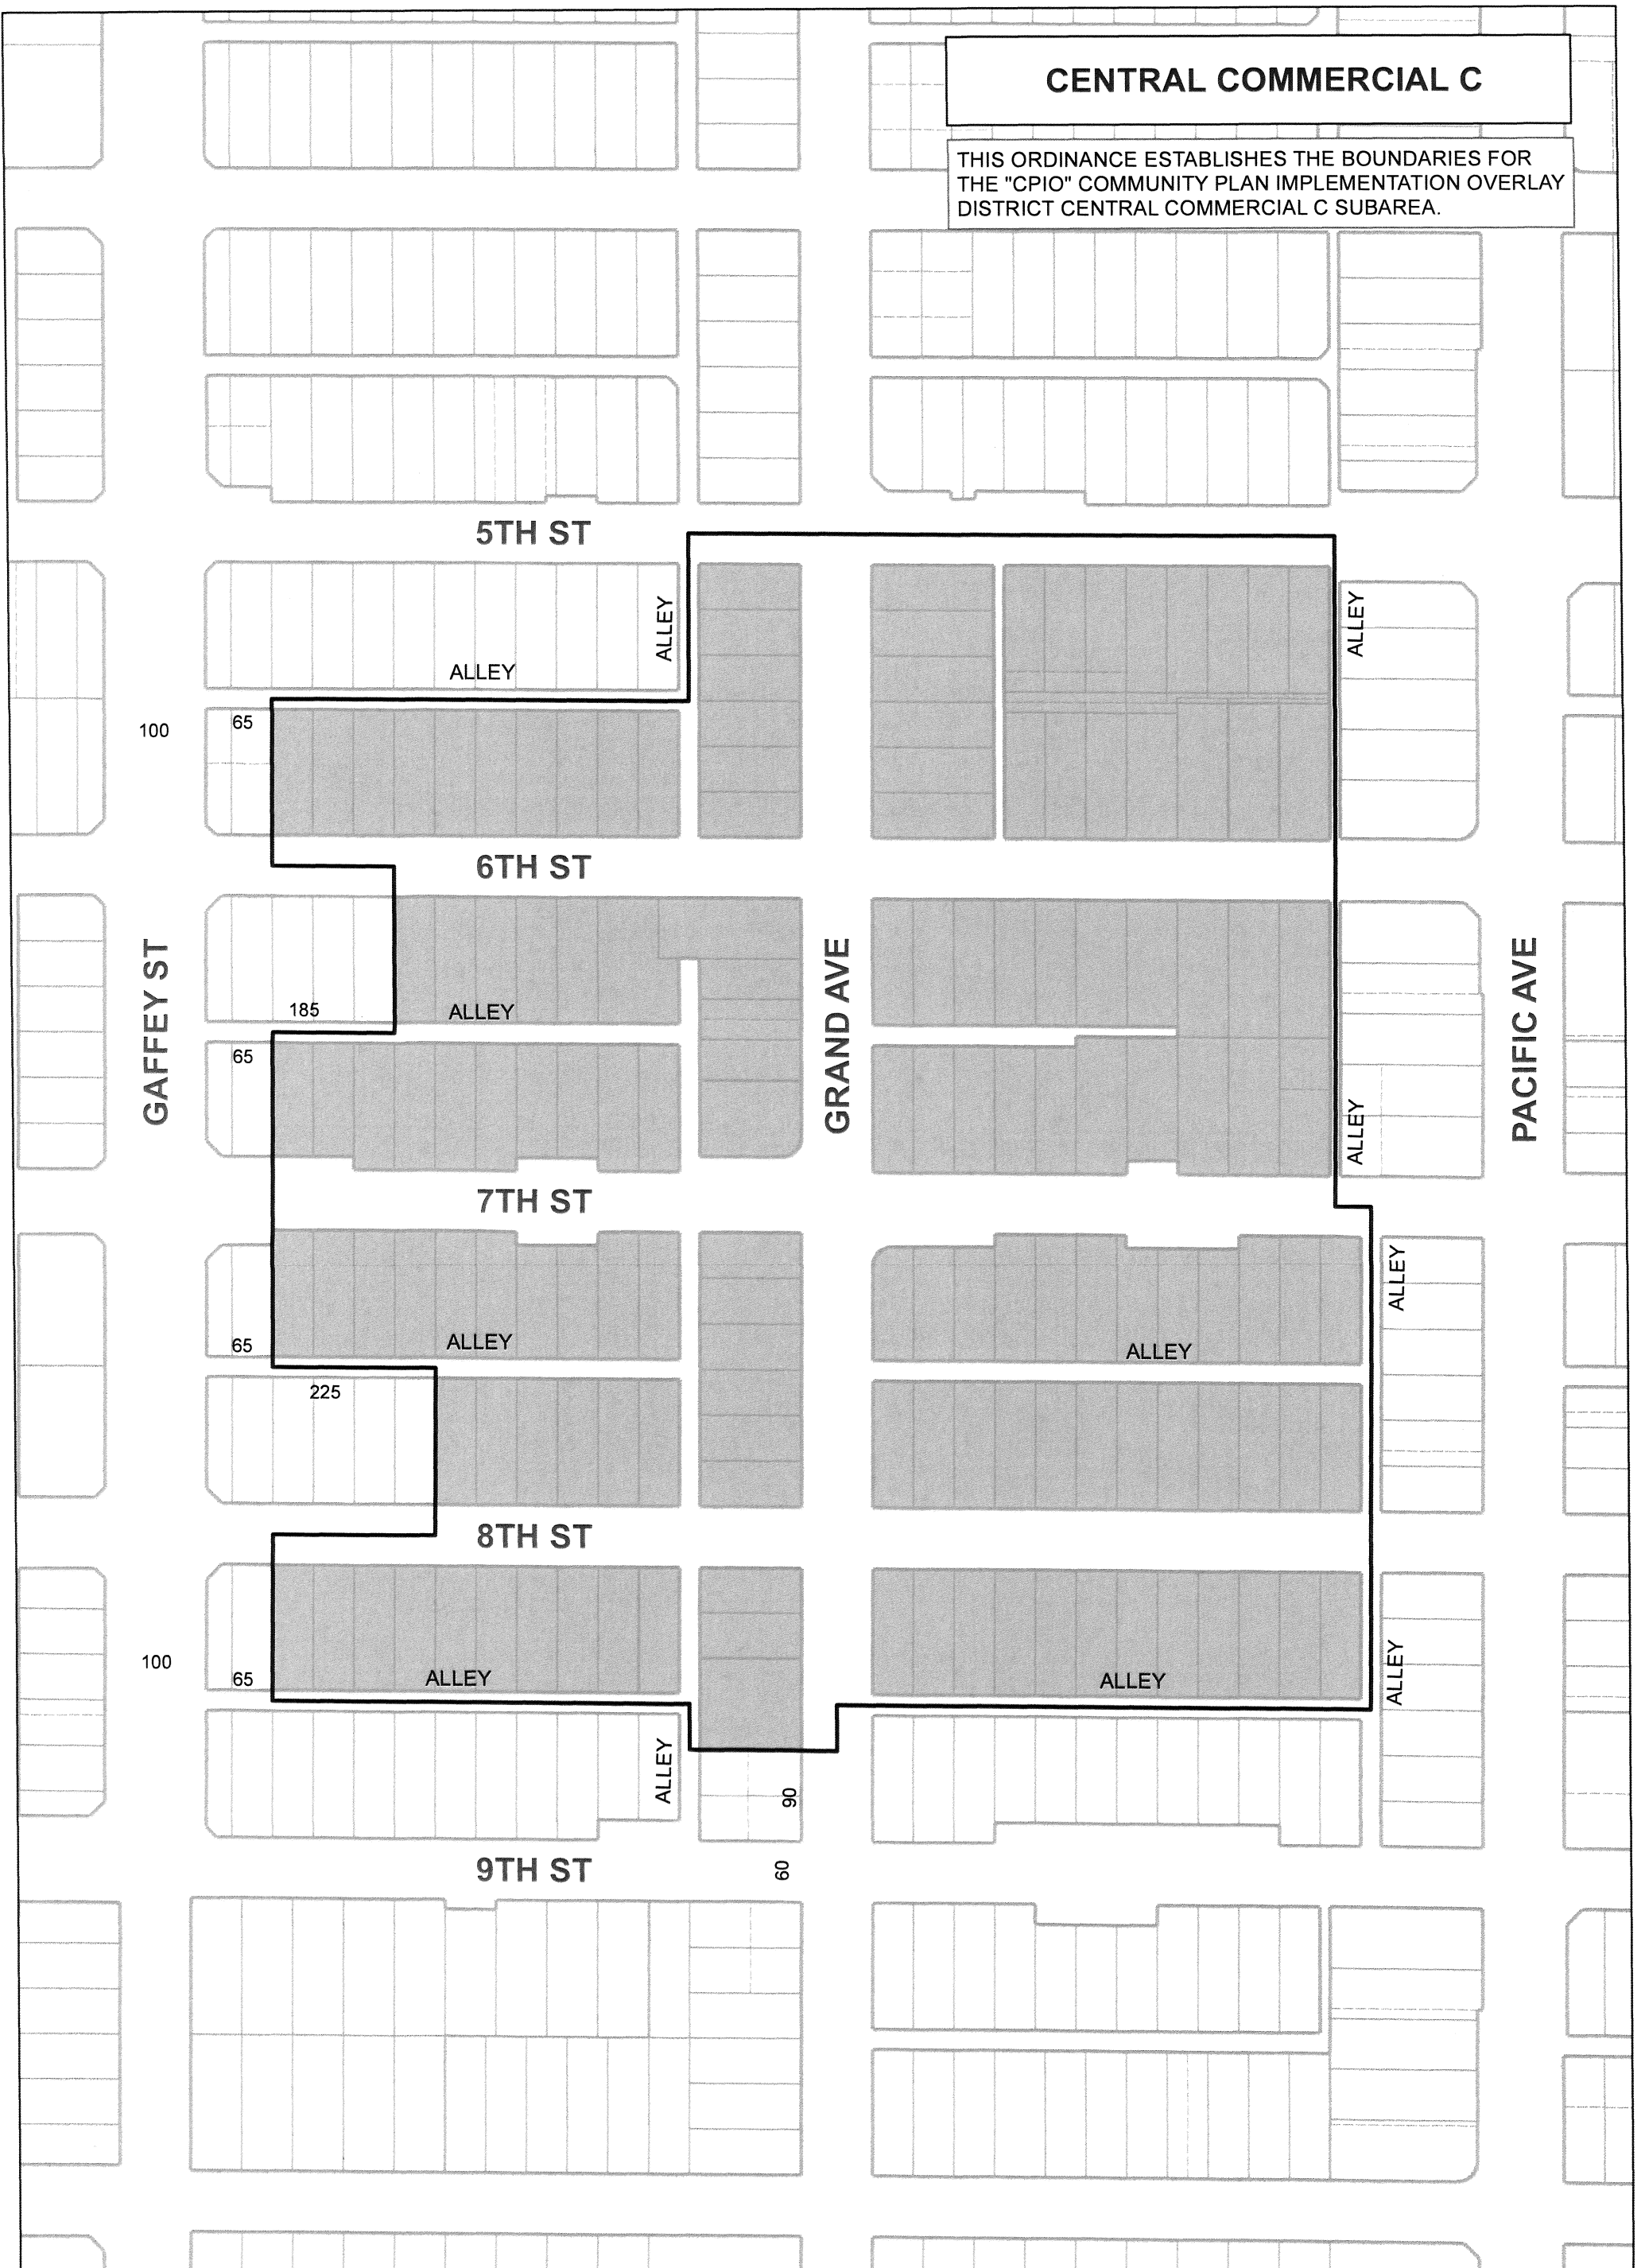 CENTRAL COMMERCIAL C
THIS ORDINANCE ESTABLISHES THE BOUNDARIES FOR
THE "CPIO" COMMUNITY PLAN IMPLEMENTATION OVERLAY
DISTRICT CENTRAL COMMERCIAL C SUBAREA.
5TH ST
ALLEY
ALLEY
ALLEY
100
65
6TH ST
GAFFEY ST
185
ALLEY
GRAND AVE
PACIFIC AVE
65
ALLEY
7TH ST
65
ALLEY
ALLEY
ALLEY
225
8TH ST
100
65
ALLEY
ALLEY
ALLEY
ALLEY
90
9TH ST
60